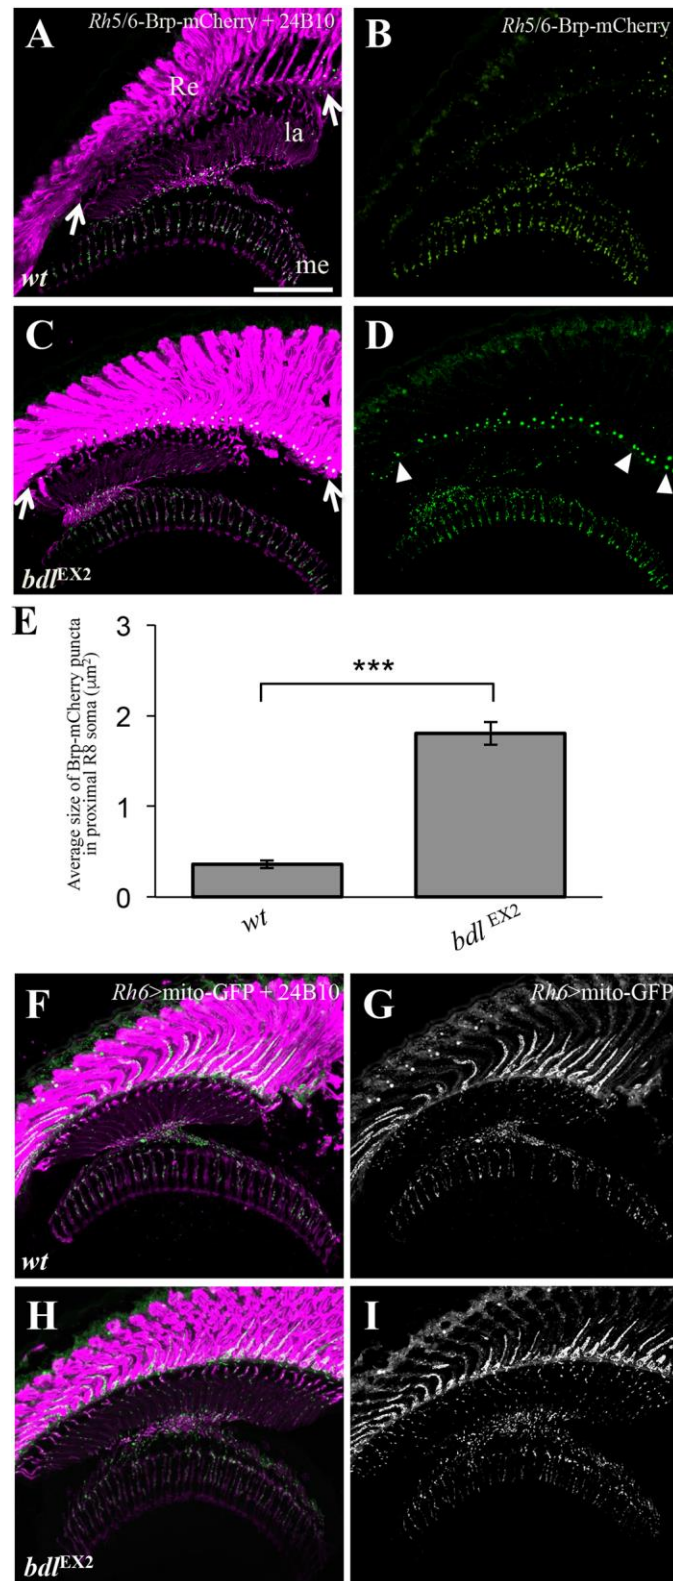 A
Rh5/6-Brp-mCherry + 24B10
Re
la
me
wt
B
Rh5/6-Brp-mCherry
C
bdlEX2
D
E
Average size of Brp-mCherry puncta
in proximal R8 soma (μm²)
3
2
1
0
***
wt
bdl EX2
F
Rh6>mito-GFP + 24B10
wt
G
Rh6>mito-GFP
H
bdlEX2
I